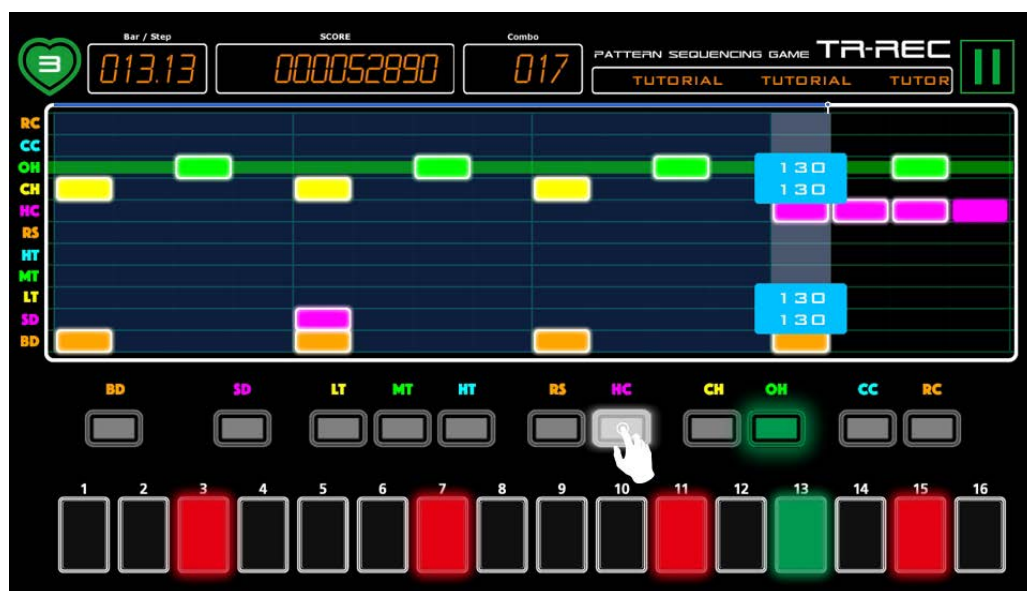 Bar / Step SCORE Combo
3 013.13 000052890 017 PATTERN SEQUENCING GAME TR-REC
TUTORIAL TUTORIAL TUTOR
RC
CC
OH 130
CH 130
HC
RS
HT
MT
LT 130
SD 130
BD
BD SD LT MT HT RS HC CH OH CC RC
1 2 3 4 5 6 7 8 9 10 11 12 13 14 15 16